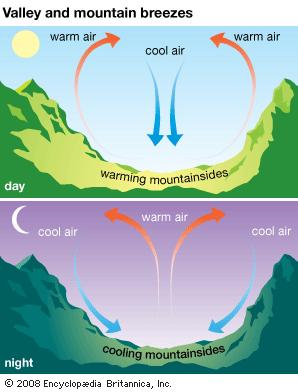 Valley and mountain breezes
warm air
warm air
cool air
warming mountainsides
day
warm air
cool air
cool air
cooling mountainsides
night
© 2008 Encyclopædia Britannica, Inc.